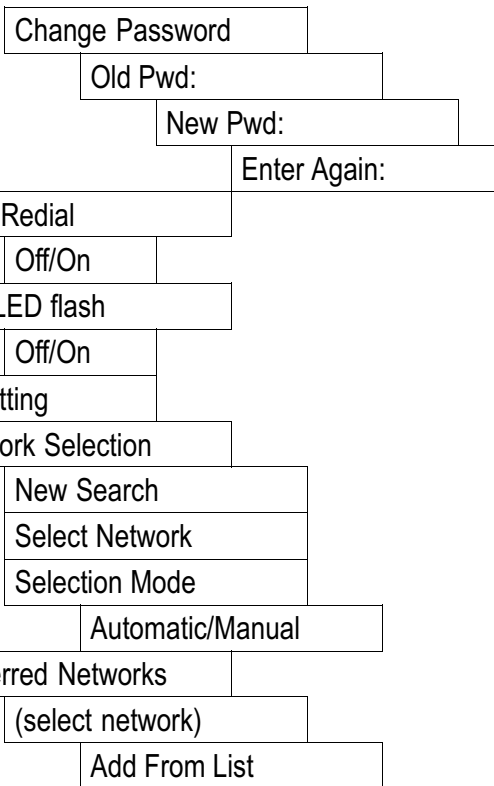 Change Password
Old Pwd:
New Pwd:
Enter Again:
Redial
Off/On
LED flash
Off/On
tting
ork Selection
New Search
Select Network
Selection Mode
Automatic/Manual
rred Networks
(select network)
Add From List